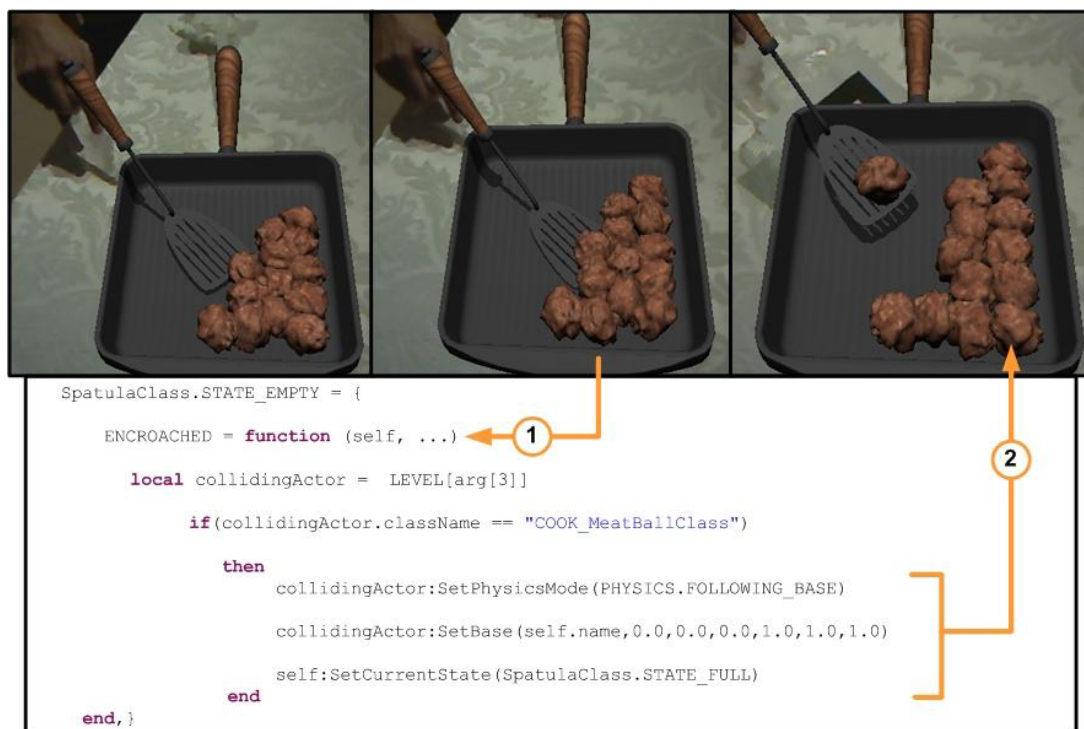 SpatulaClass.STATE_EMPTY = {
ENCROACHED = function (self, ...)
1
local collidingActor =  LEVEL[arg[3]]
2
if(collidingActor.className == "COOK_MeatBallClass")
then
collidingActor:SetPhysicsMode(PHYSICS.FOLLOWING_BASE)
collidingActor:SetBase(self.name,0.0,0.0,0.0,1.0,1.0,1.0)
self:SetCurrentState(SpatulaClass.STATE_FULL)
end
end,}